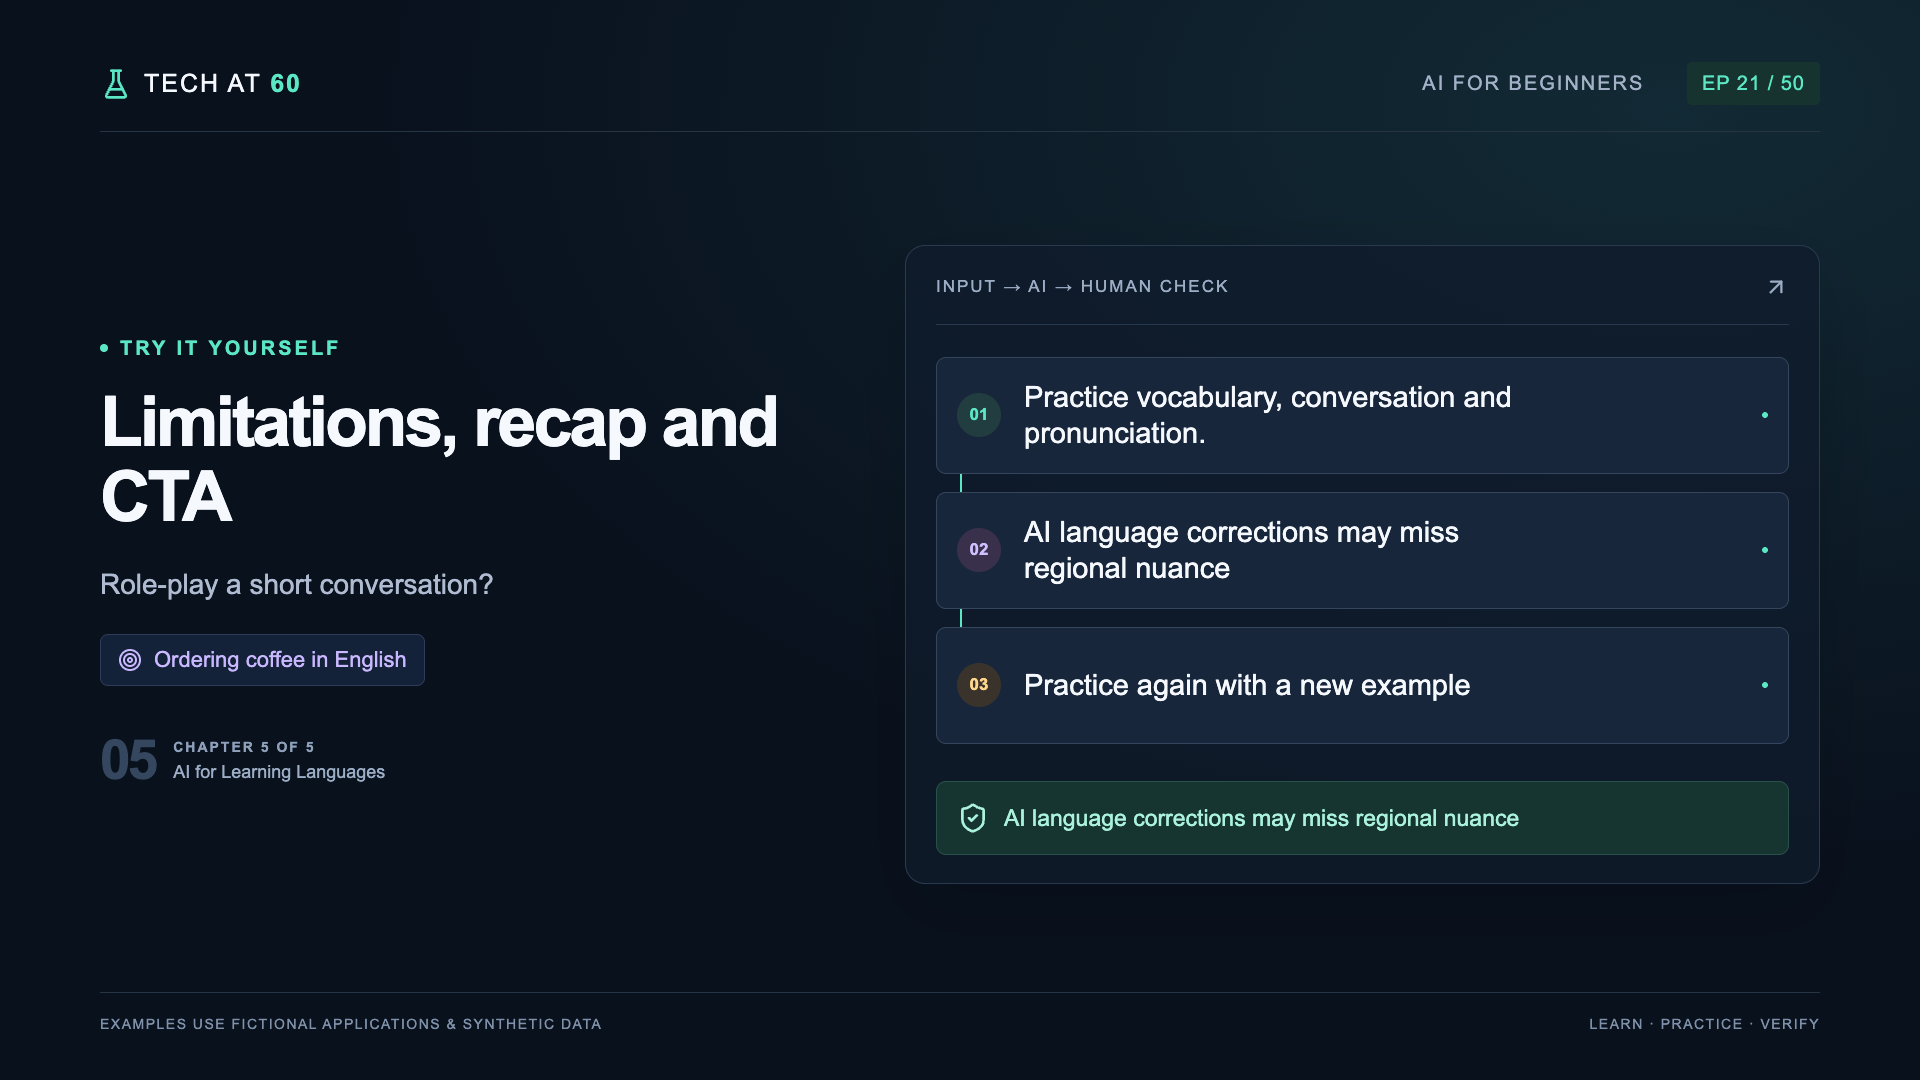 TECH AT 60
AI FOR BEGINNERS
EP 21 / 50
TRY IT YOURSELF
Limitations, recap and
CTA
Role-play a short conversation?
Ordering coffee in English
05
CHAPTER 5 OF 5
AI for Learning Languages
INPUT → AI → HUMAN CHECK
01
Practice vocabulary, conversation and
pronunciation.
02
AI language corrections may miss
regional nuance
03
Practice again with a new example
AI language corrections may miss regional nuance
EXAMPLES USE FICTIONAL APPLICATIONS & SYNTHETIC DATA
LEARN · PRACTICE · VERIFY